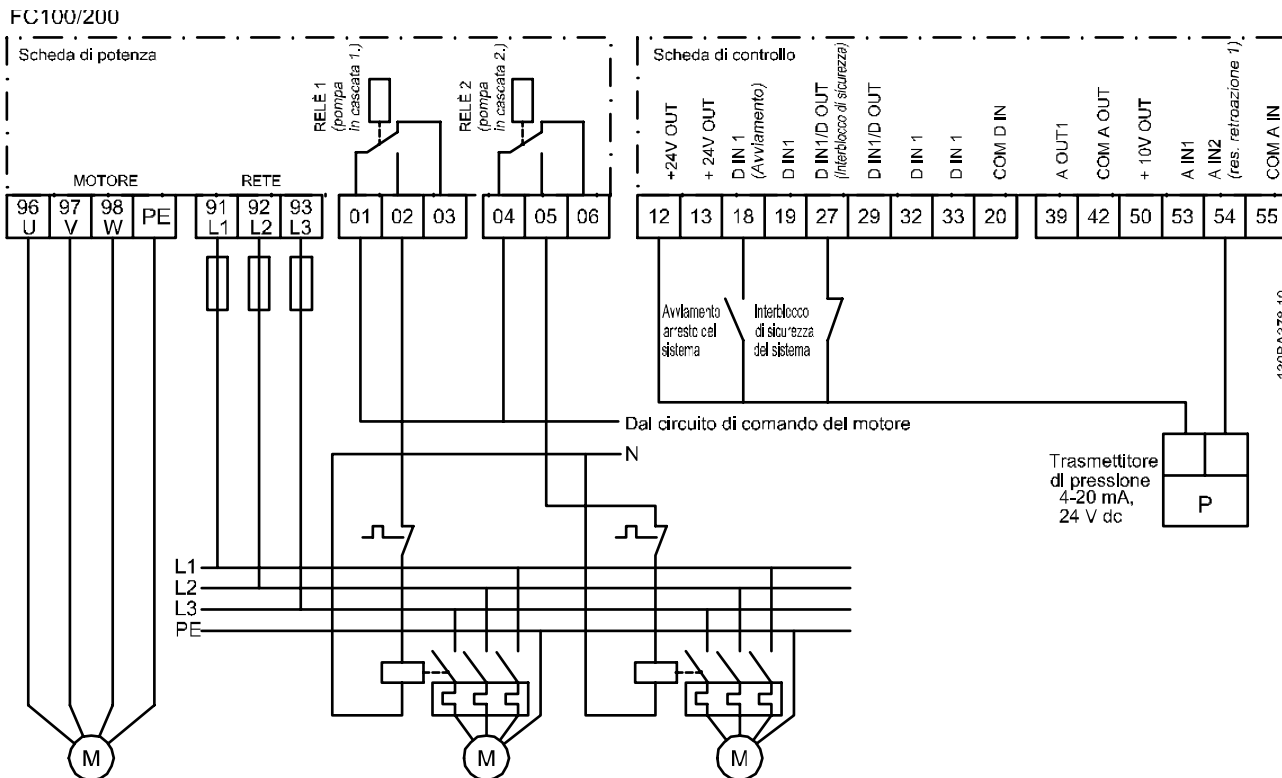 FC100/200
Scheda di potenza
RELÈ 1
(pompa
in cascata 1.)
RELÈ 2
(pompa
in cascata 2.)
MOTORE
RETE
96
U
97
V
98
W
PE
91
L1
92
L2
93
L3
01
02
03
04
05
06
Scheda di controllo
+24V OUT
+ 24V OUT
D IN 1
(Avviamento)
D IN1
D IN1/D OUT
(Interblocco di sicurezza)
D IN1/D OUT
D IN 1
D IN 1
COM D IN
A OUT1
COM A OUT
+ 10V OUT
A IN1
A IN2
(res. retroazione 1)
COM A IN
12
13
18
19
27
29
32
33
20
39
42
50
53
54
55
Avviamento
arresto del
sistema
Interblocco
di sicurezza
del sistema
Dal circuito di comando del motore
N
Trasmettitore
di pressione
4-20 mA,
24 V dc
P
L1
L2
L3
PE
M
M
M